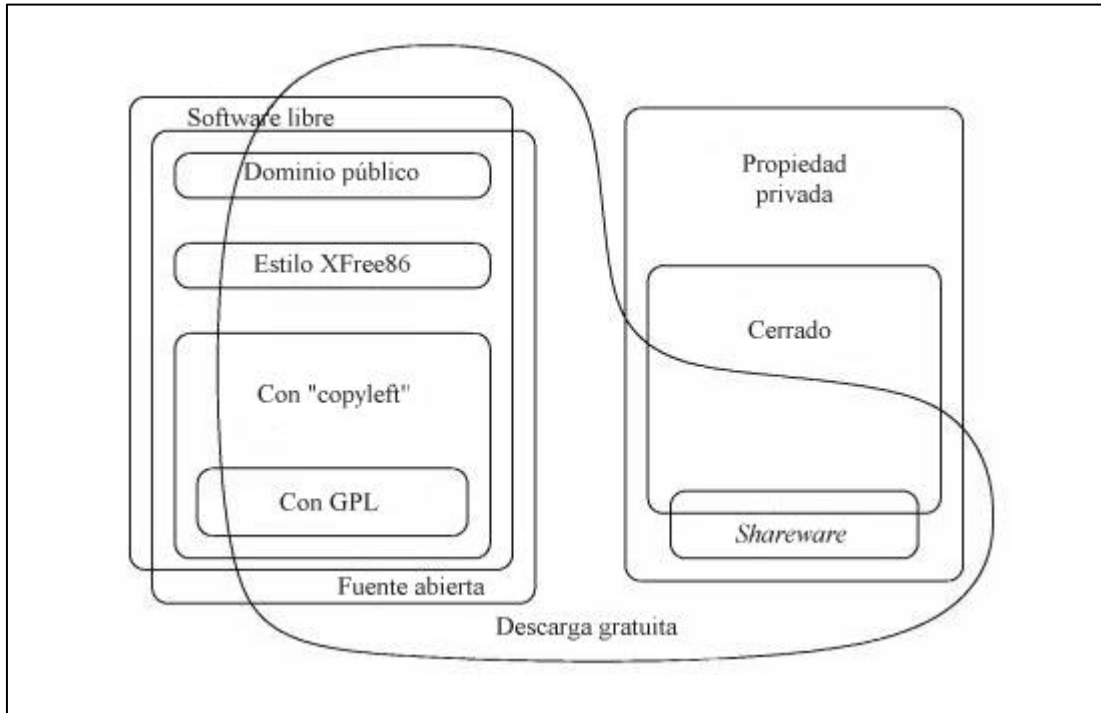 Software libre
Dominio público
Estilo XFree86
Con "copyleft"
Con GPL
Fuente abierta
Propiedad
privada
Cerrado
Shareware
Descarga gratuita